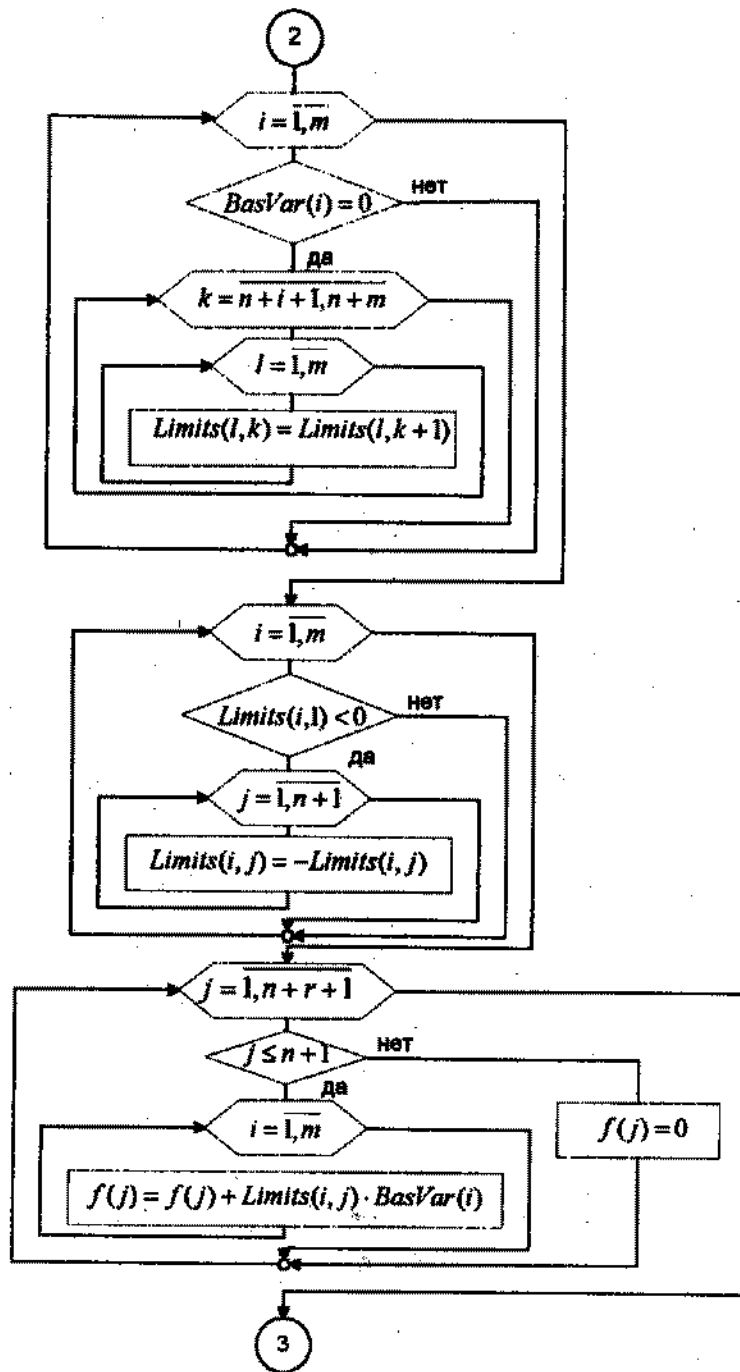 2
i = 1,m
BasVar(i) = 0
нет
да
k = n + i + 1, n + m
l = 1,m
Limits(l,k) = Limits(l,k + 1)
i = 1,m
Limits(i,1) < 0
нет
да
j = 1,n + 1
Limits(i, j) = -Limits(i, j)
j = 1,n + r + 1
j ≤ n + 1
нет
да
i = 1,m
f(j) = 0
f(j) = f(j) + Limits(i, j) · BasVar(i)
3